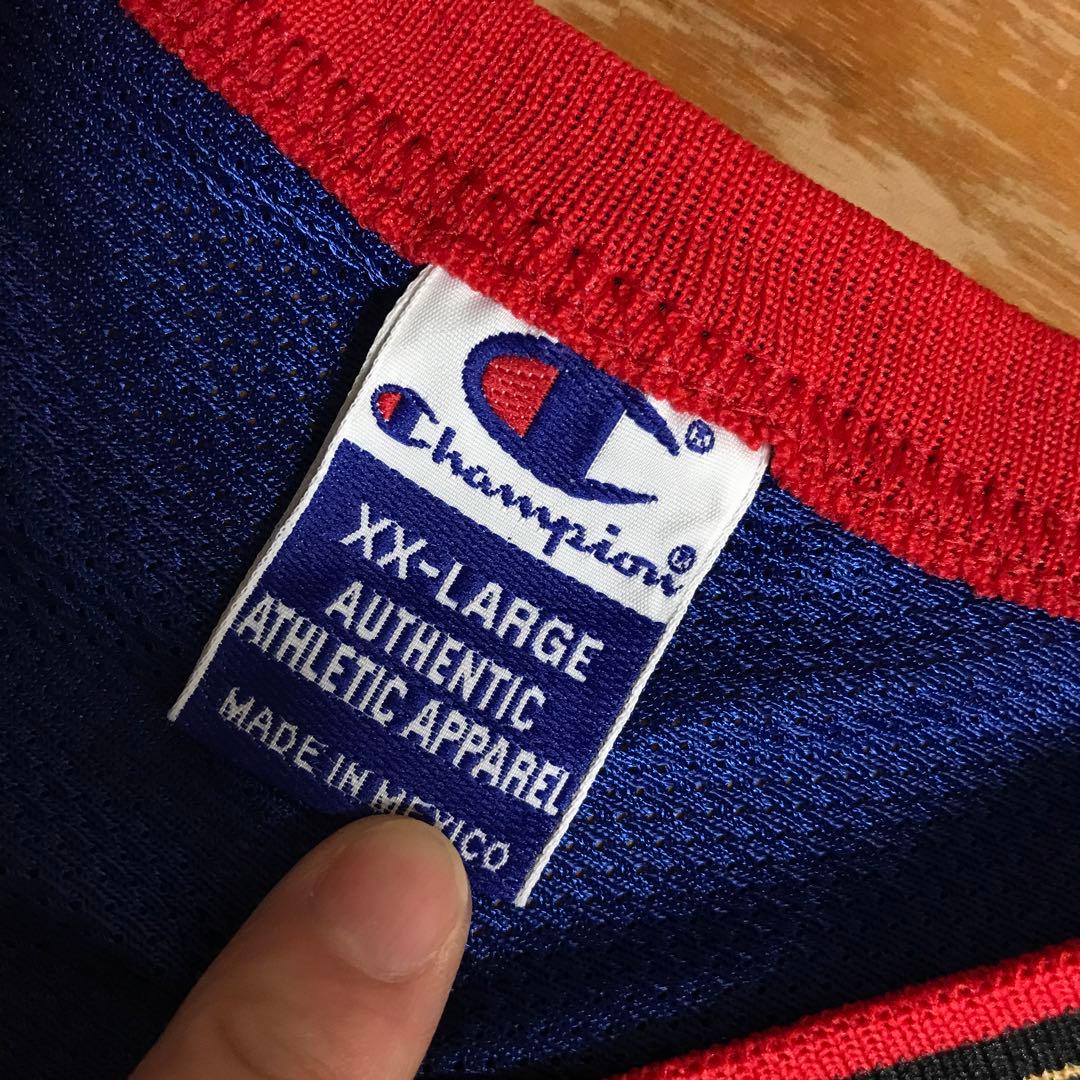 ®
Champion®
XX-LARGE
AUTHENTIC
ATHLETIC APPAREL
MADE IN MEXICO